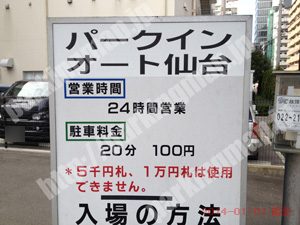 パークイン
オート仙台
営業時間
24時間営業
駐車料金
20分 100円
*5千円札、1万円札は使用
できません。
入場の方法
022-21